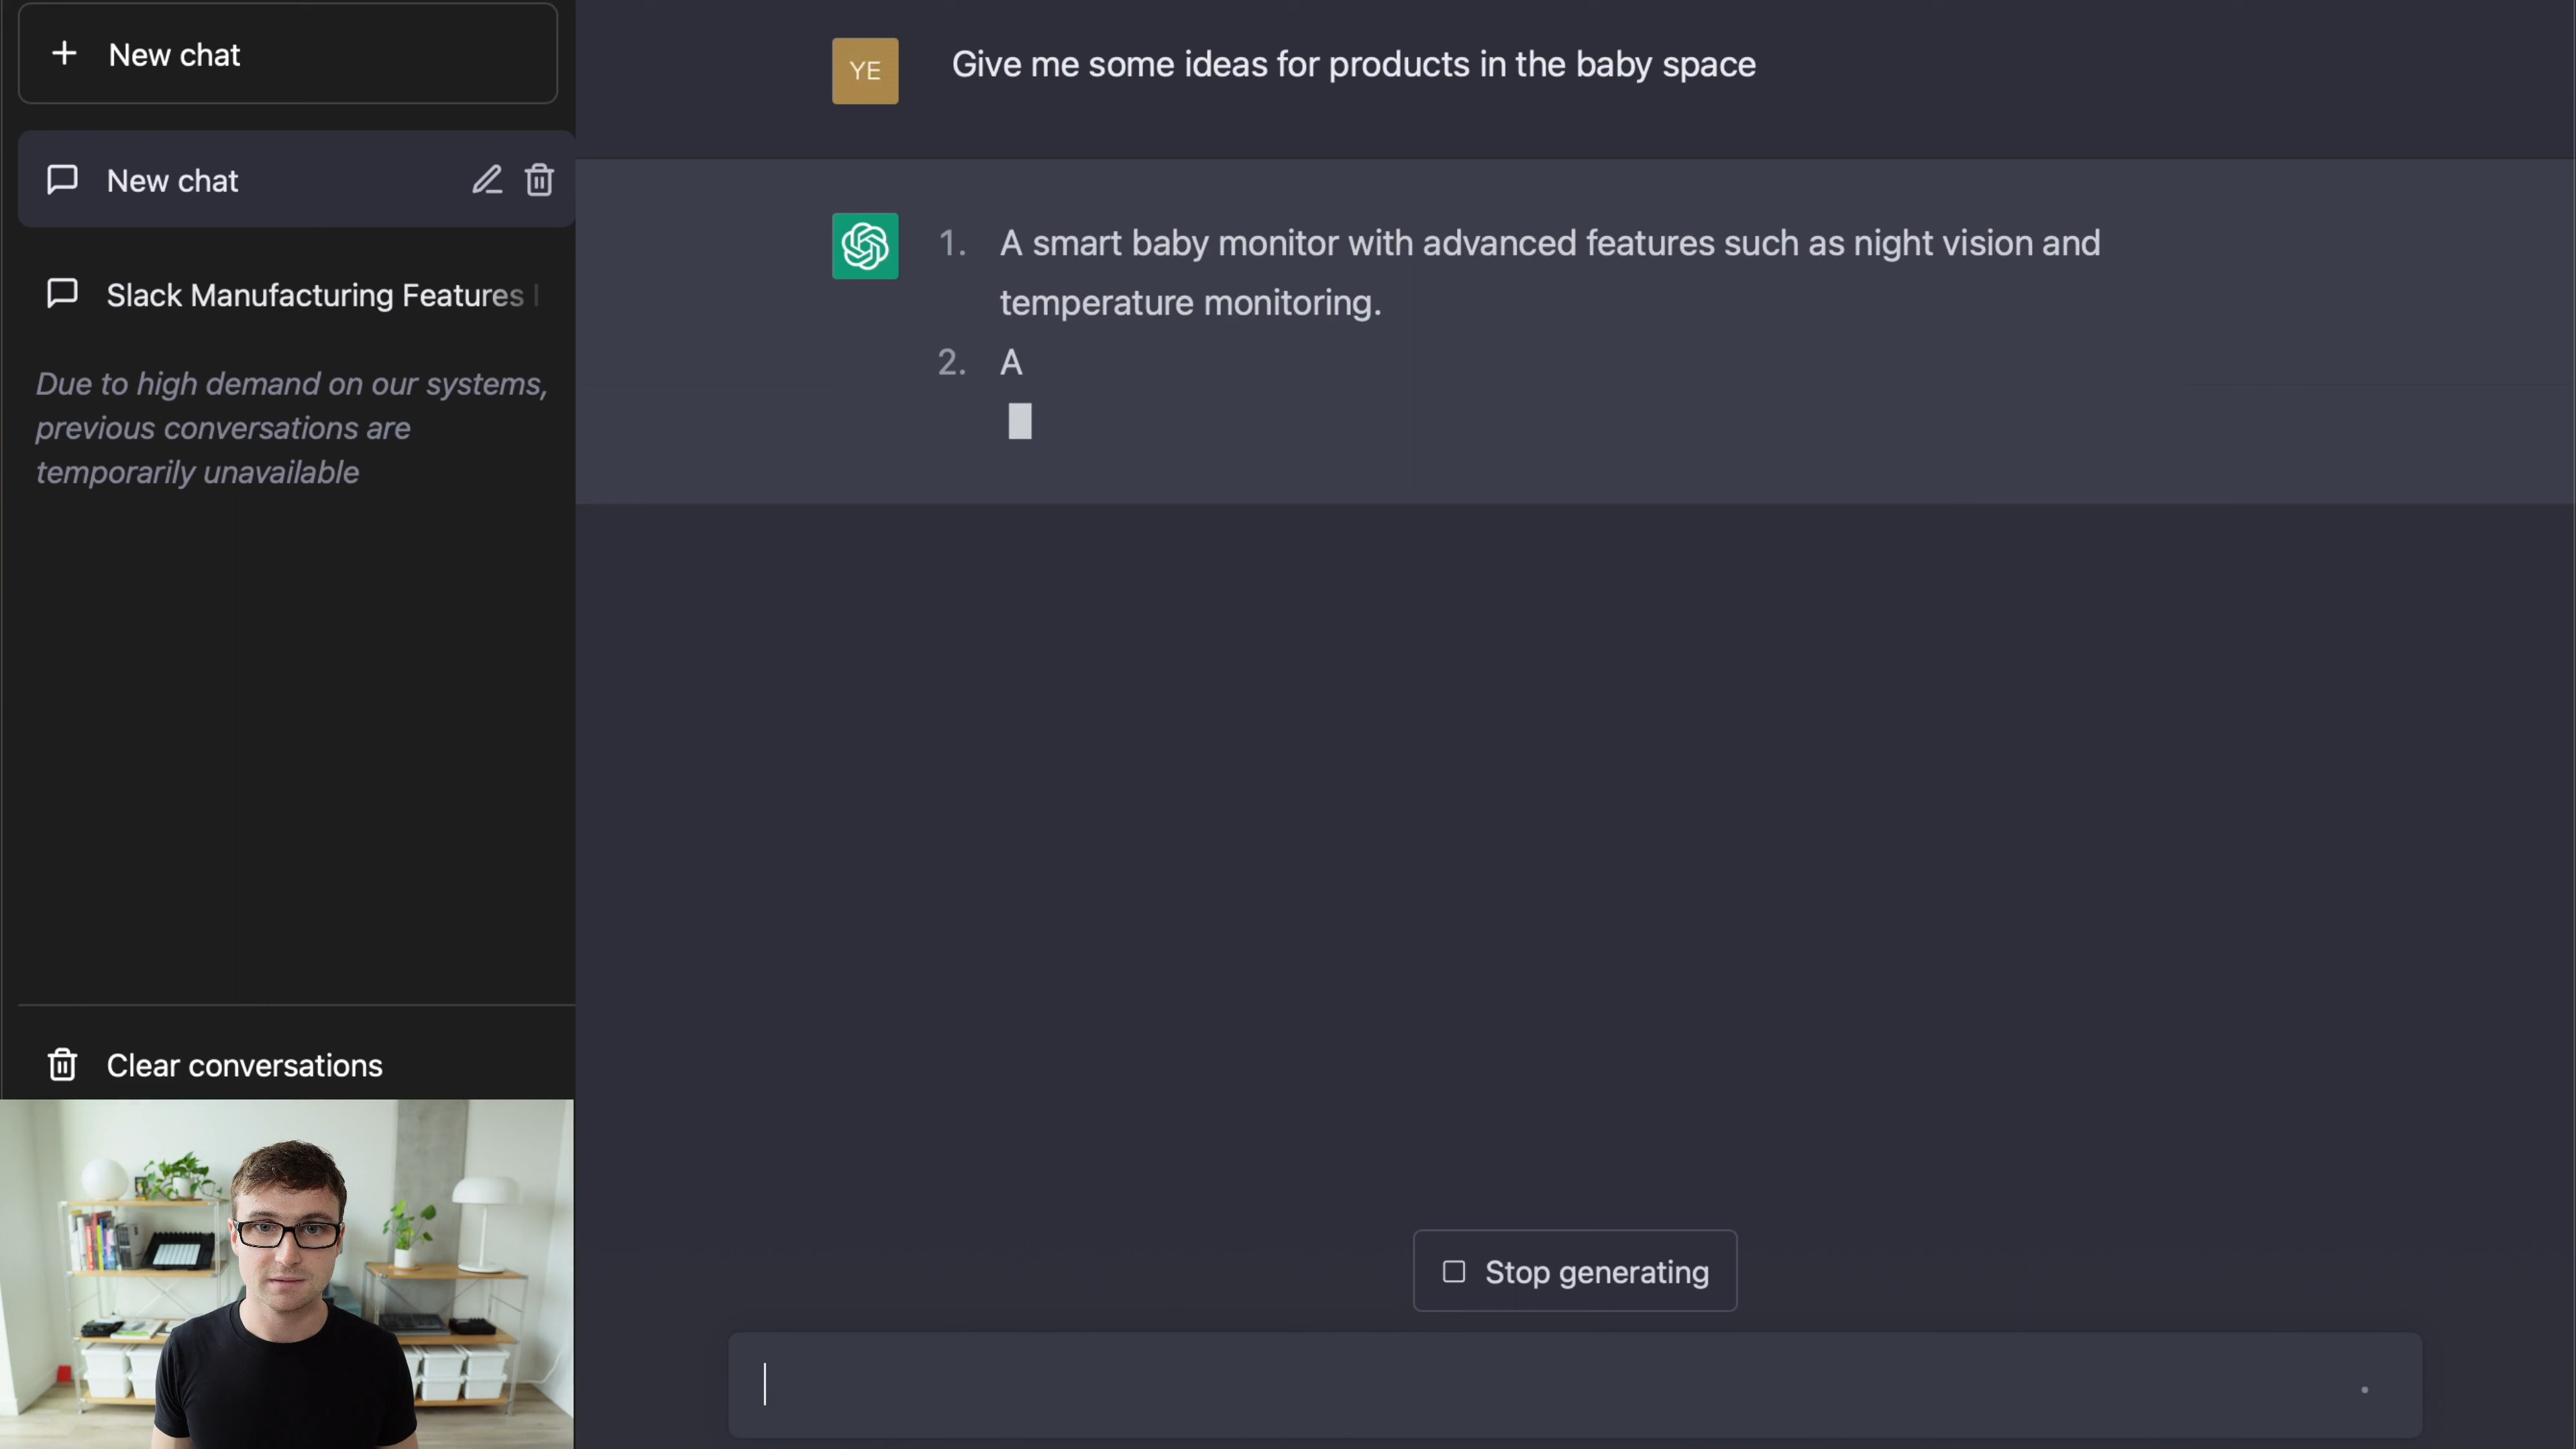 New chat
New chat
Slack Manufacturing Features
Due to high demand on our systems,
previous conversations are
temporarily unavailable
Clear conversations
YE
Give me some ideas for products in the baby space
1. A smart baby monitor with advanced features such as night vision and
temperature monitoring.
2. A
Stop generating